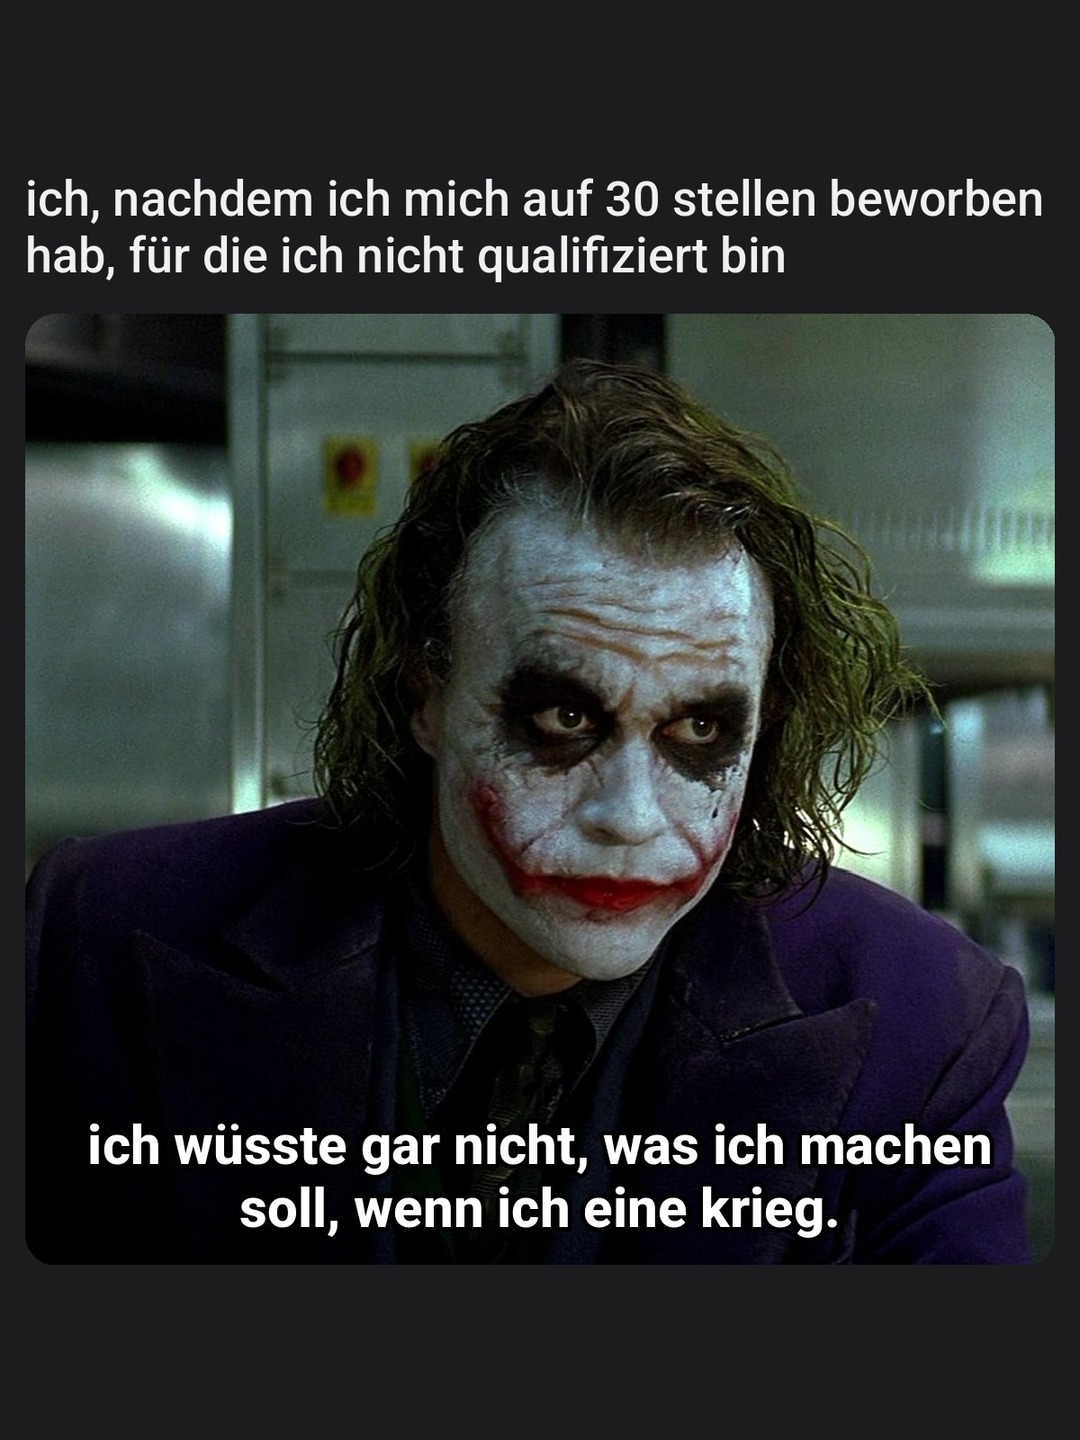 ich, nachdem ich mich auf 30 stellen beworben
hab, für die ich nicht qualifiziert bin
ich wüsste gar nicht, was ich machen
soll, wenn ich eine krieg.